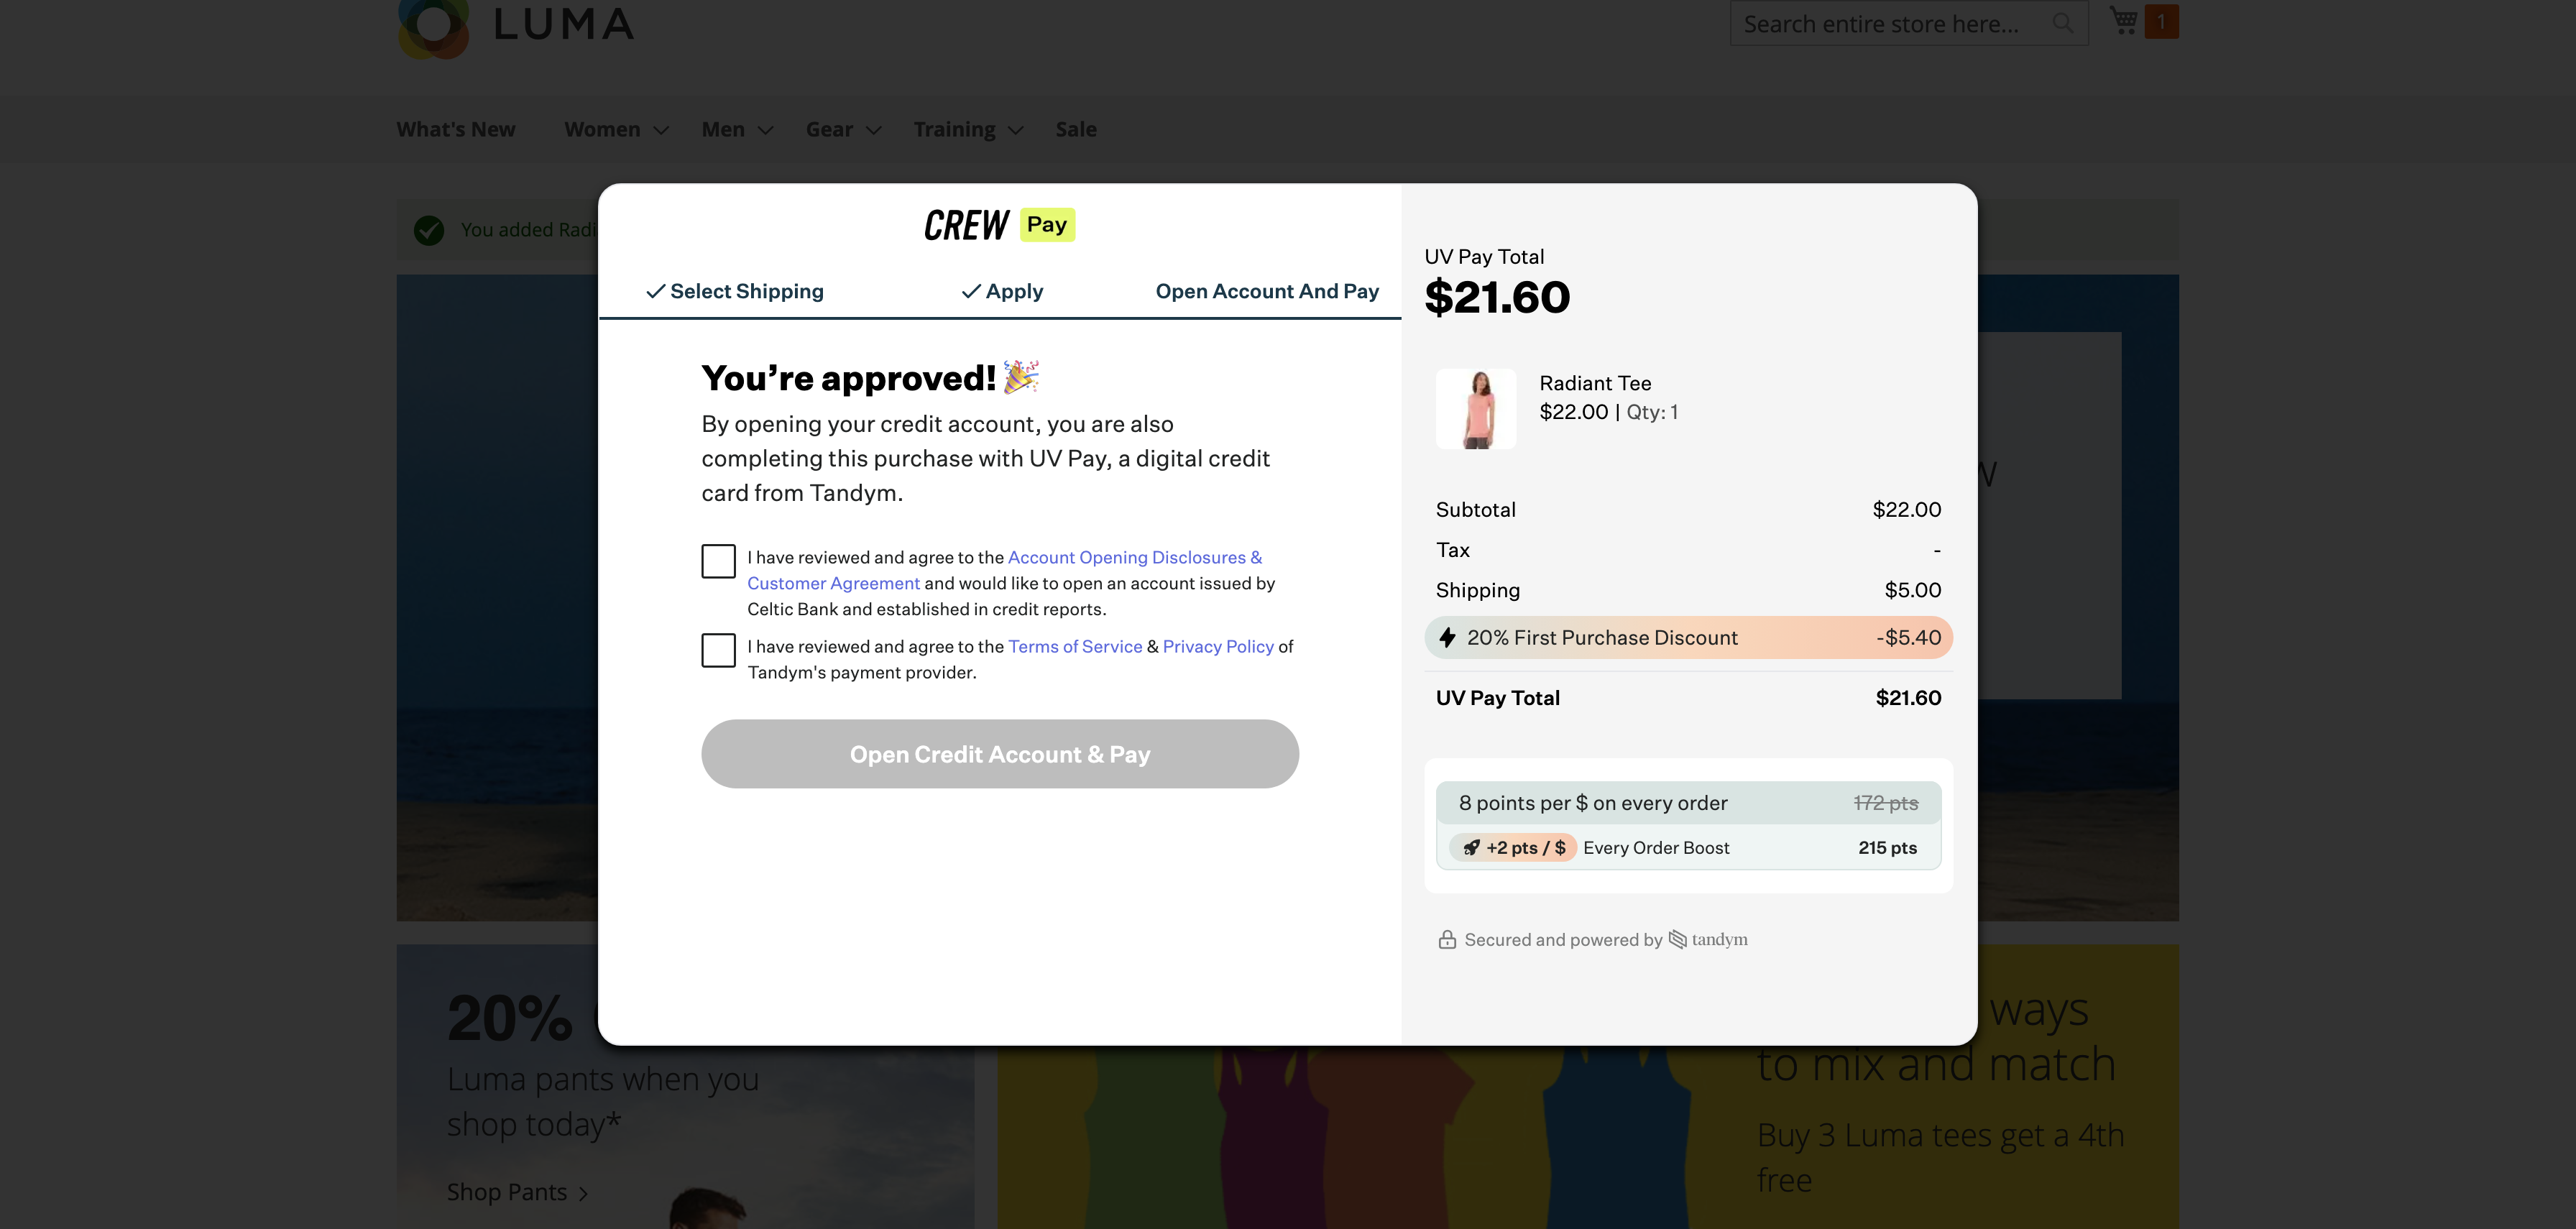 LUMA
Search entire store here...
1
What's New Women Men Gear Training Sale
You added Radi
CREW Pay
Select Shipping Apply Open Account And Pay
You’re approved!
By opening your credit account, you are also
completing this purchase with UV Pay, a digital credit
card from Tandym.
I have reviewed and agree to the Account Opening Disclosures &
Customer Agreement and would like to open an account issued by
Celtic Bank and established in credit reports.
I have reviewed and agree to the Terms of Service & Privacy Policy of
Tandym's payment provider.
Open Credit Account & Pay
UV Pay Total
$21.60
Radiant Tee
$22.00 | Qty: 1
Subtotal $22.00
Tax -
Shipping $5.00
20% First Purchase Discount -$5.40
UV Pay Total $21.60
8 points per $ on every order 172 pts
+2 pts / $ Every Order Boost 215 pts
Secured and powered by tandym
20%
Luma pants when you
shop today*
Shop Pants
ways
to mix and match
Buy 3 Luma tees get a 4th
free